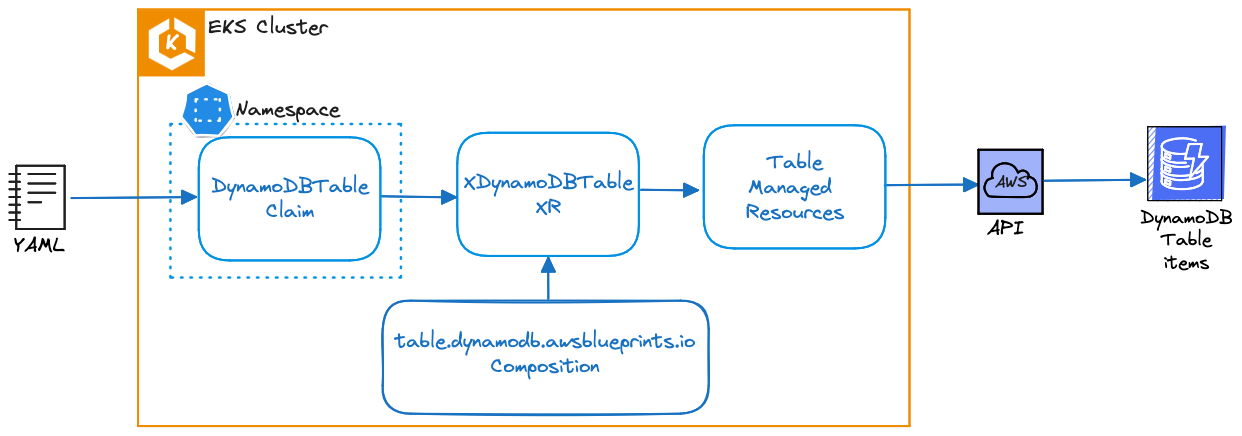 EKS Cluster
K
Namespace
YAML
DynamoDBTable
Claim
XDynamoDBTable
XR
Table
Managed
Resources
AWS
API
DynamoDB
Table
items
table.dynamodb.awsblueprints.io
Composition